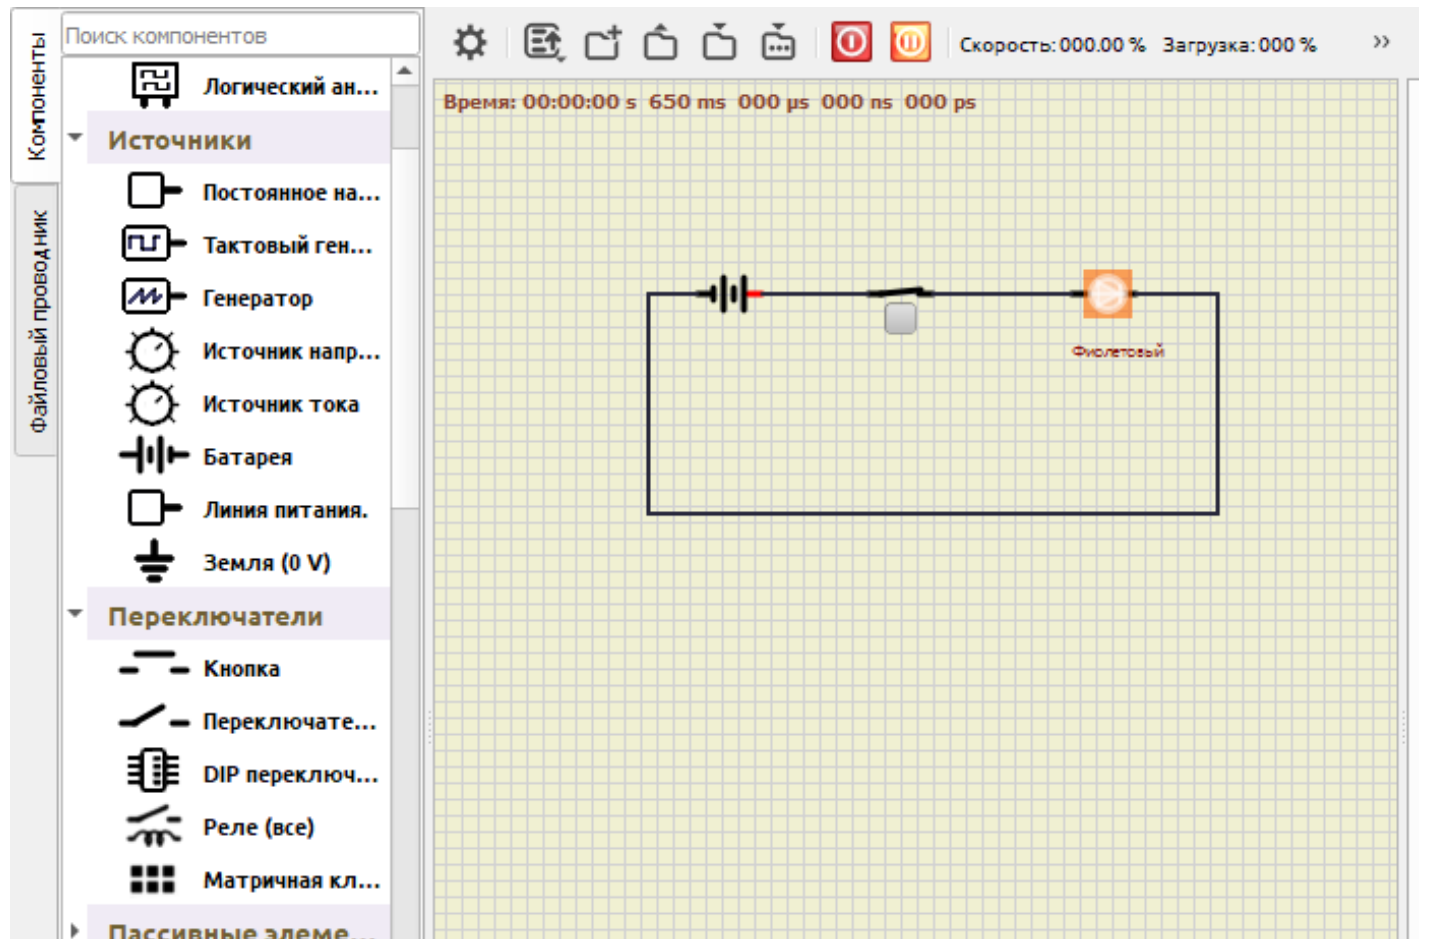 Компоненты
Файловый проводник
Поиск компонентов
Логический ан...
Источники
Постоянное на...
Тактовый ген...
Генератор
Источник напр...
Источник тока
Батарея
Линия питания.
Земля (0 V)
Переключатели
Кнопка
Переключате...
DIP переключ...
Реле (все)
Матричная кл...
Пассивные элеме...
Скорость: 000.00 % Загрузка: 000 %
Время: 00:00:00 s 650 ms 000 µs 000 ns 000 ps
Фиолетовый